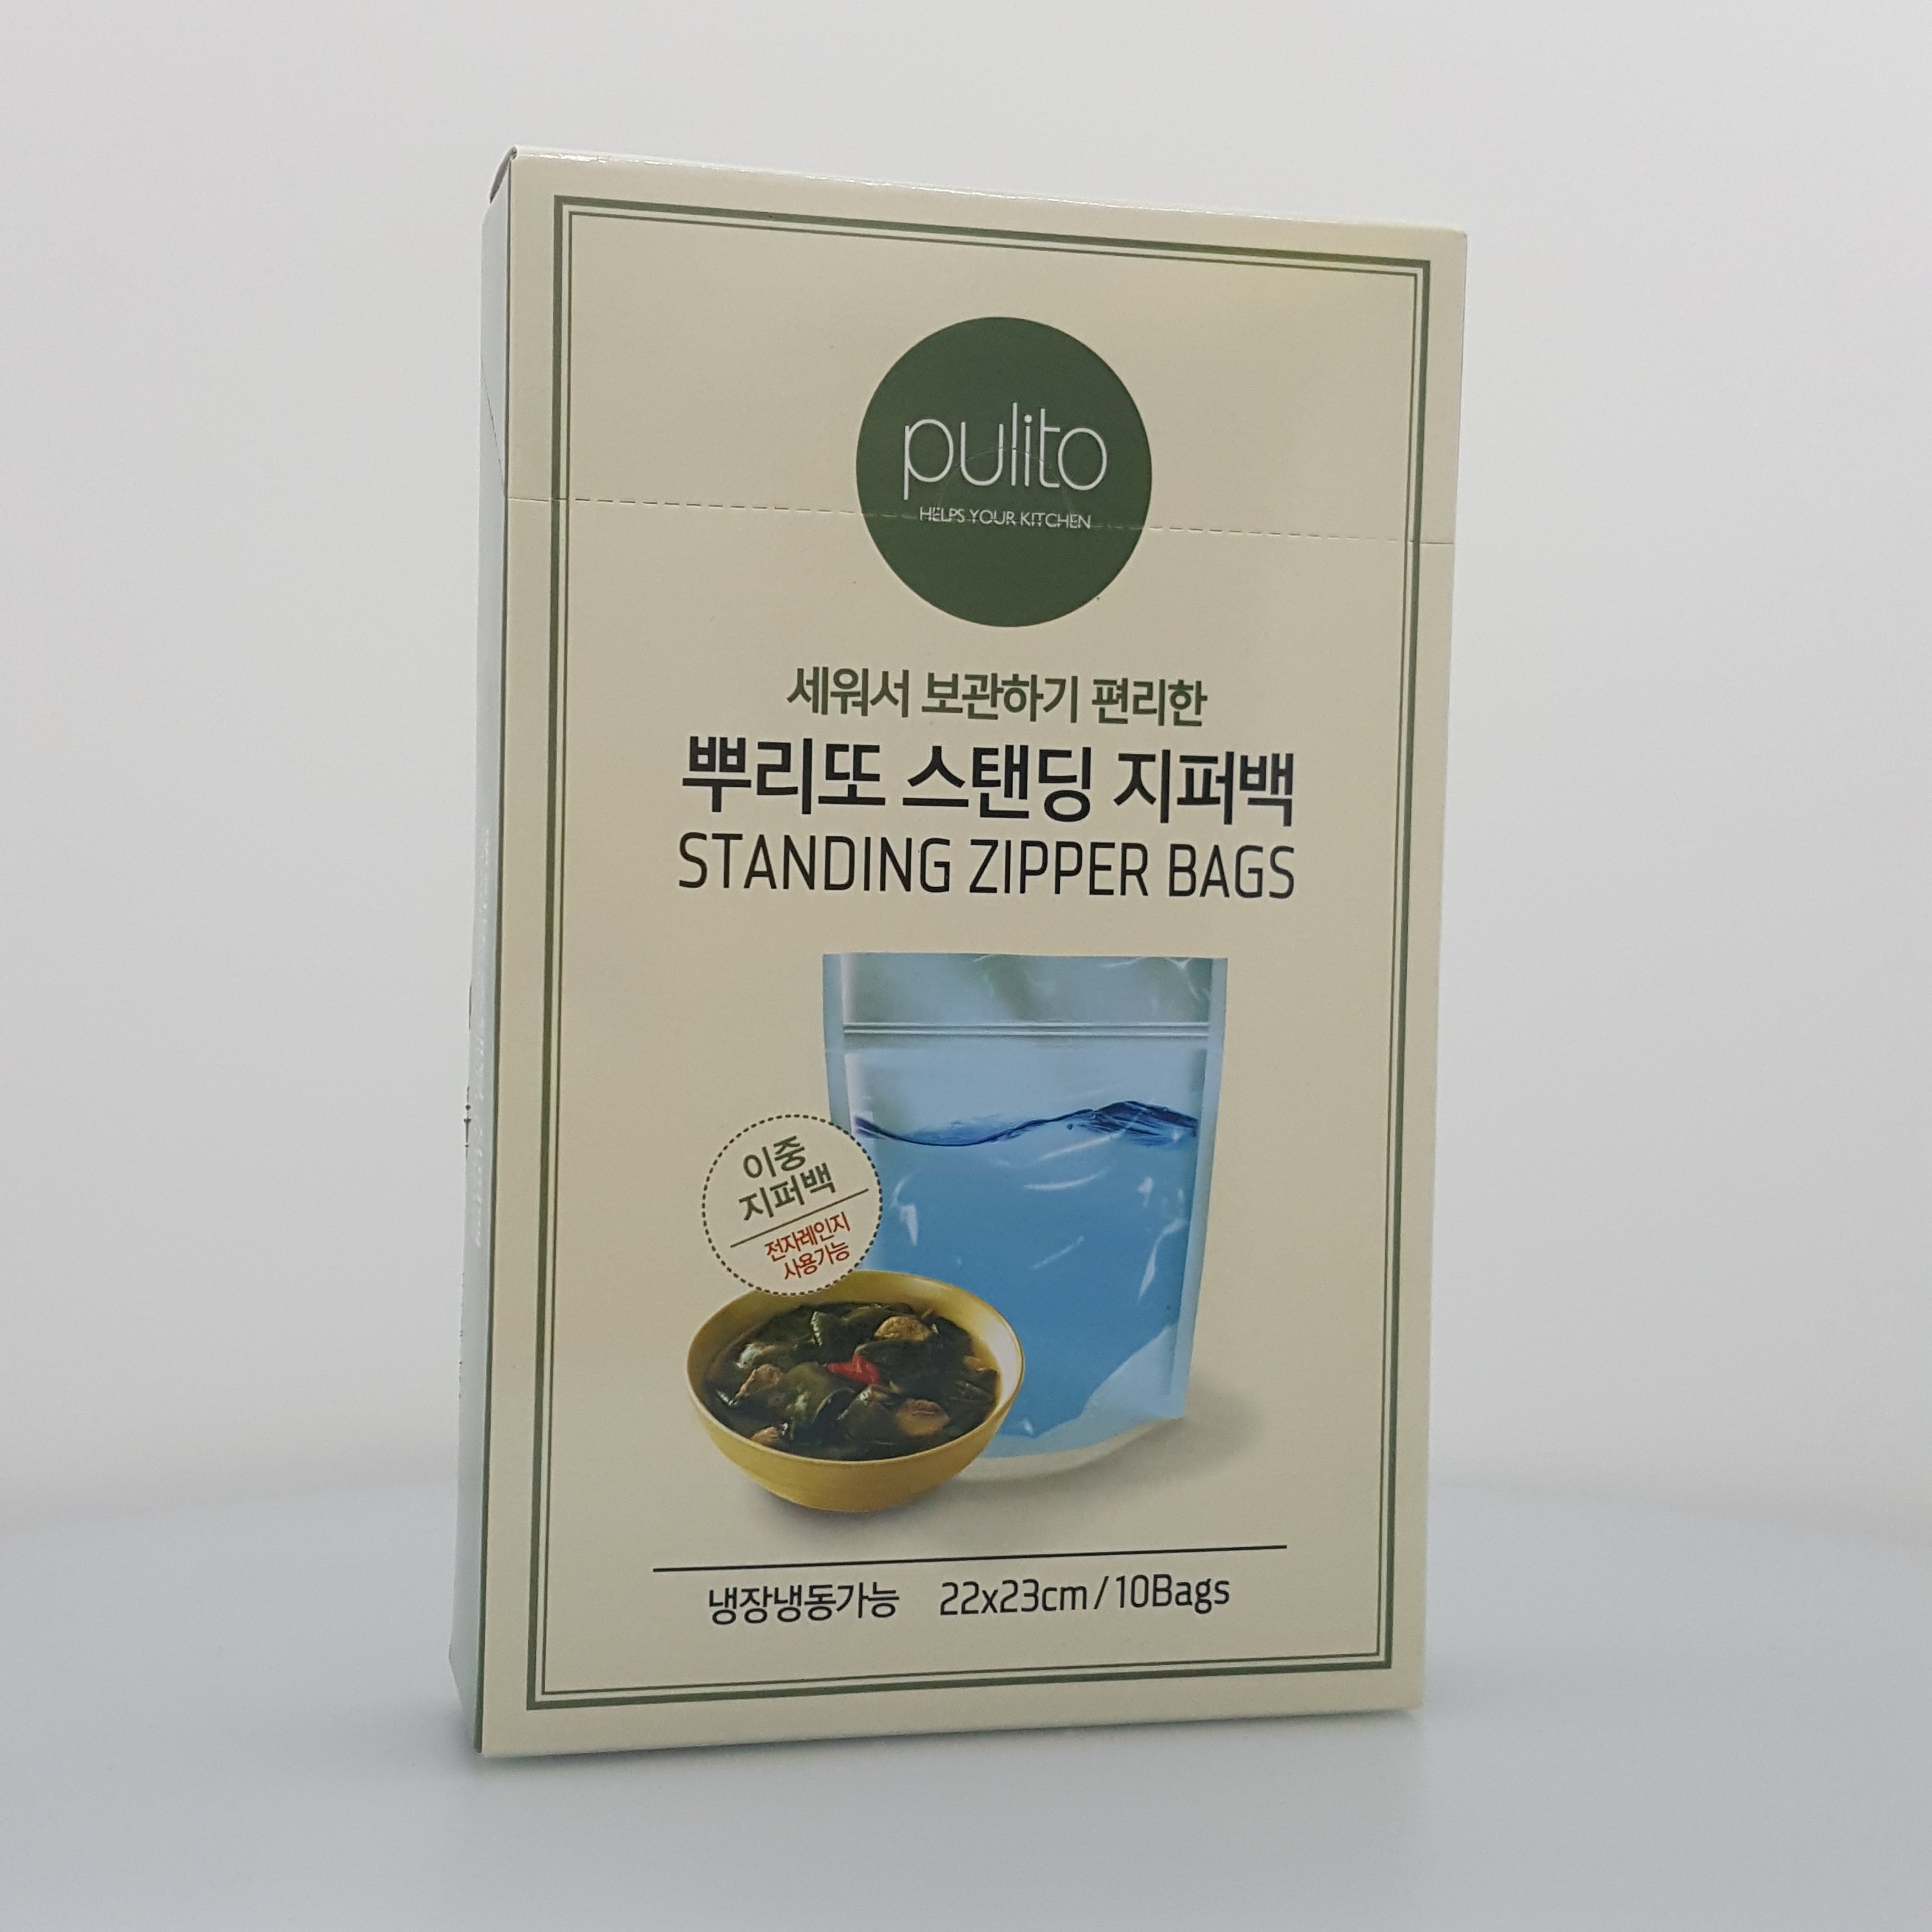 pulito
HELPS YOUR KITCHEN
세워서 보관하기 편리한
뿌리또 스탠딩 지퍼백
STANDING ZIPPER BAGS
이중
지퍼백
전자레인지
사용가능
냉장냉동가능 22x23cm/10Bags